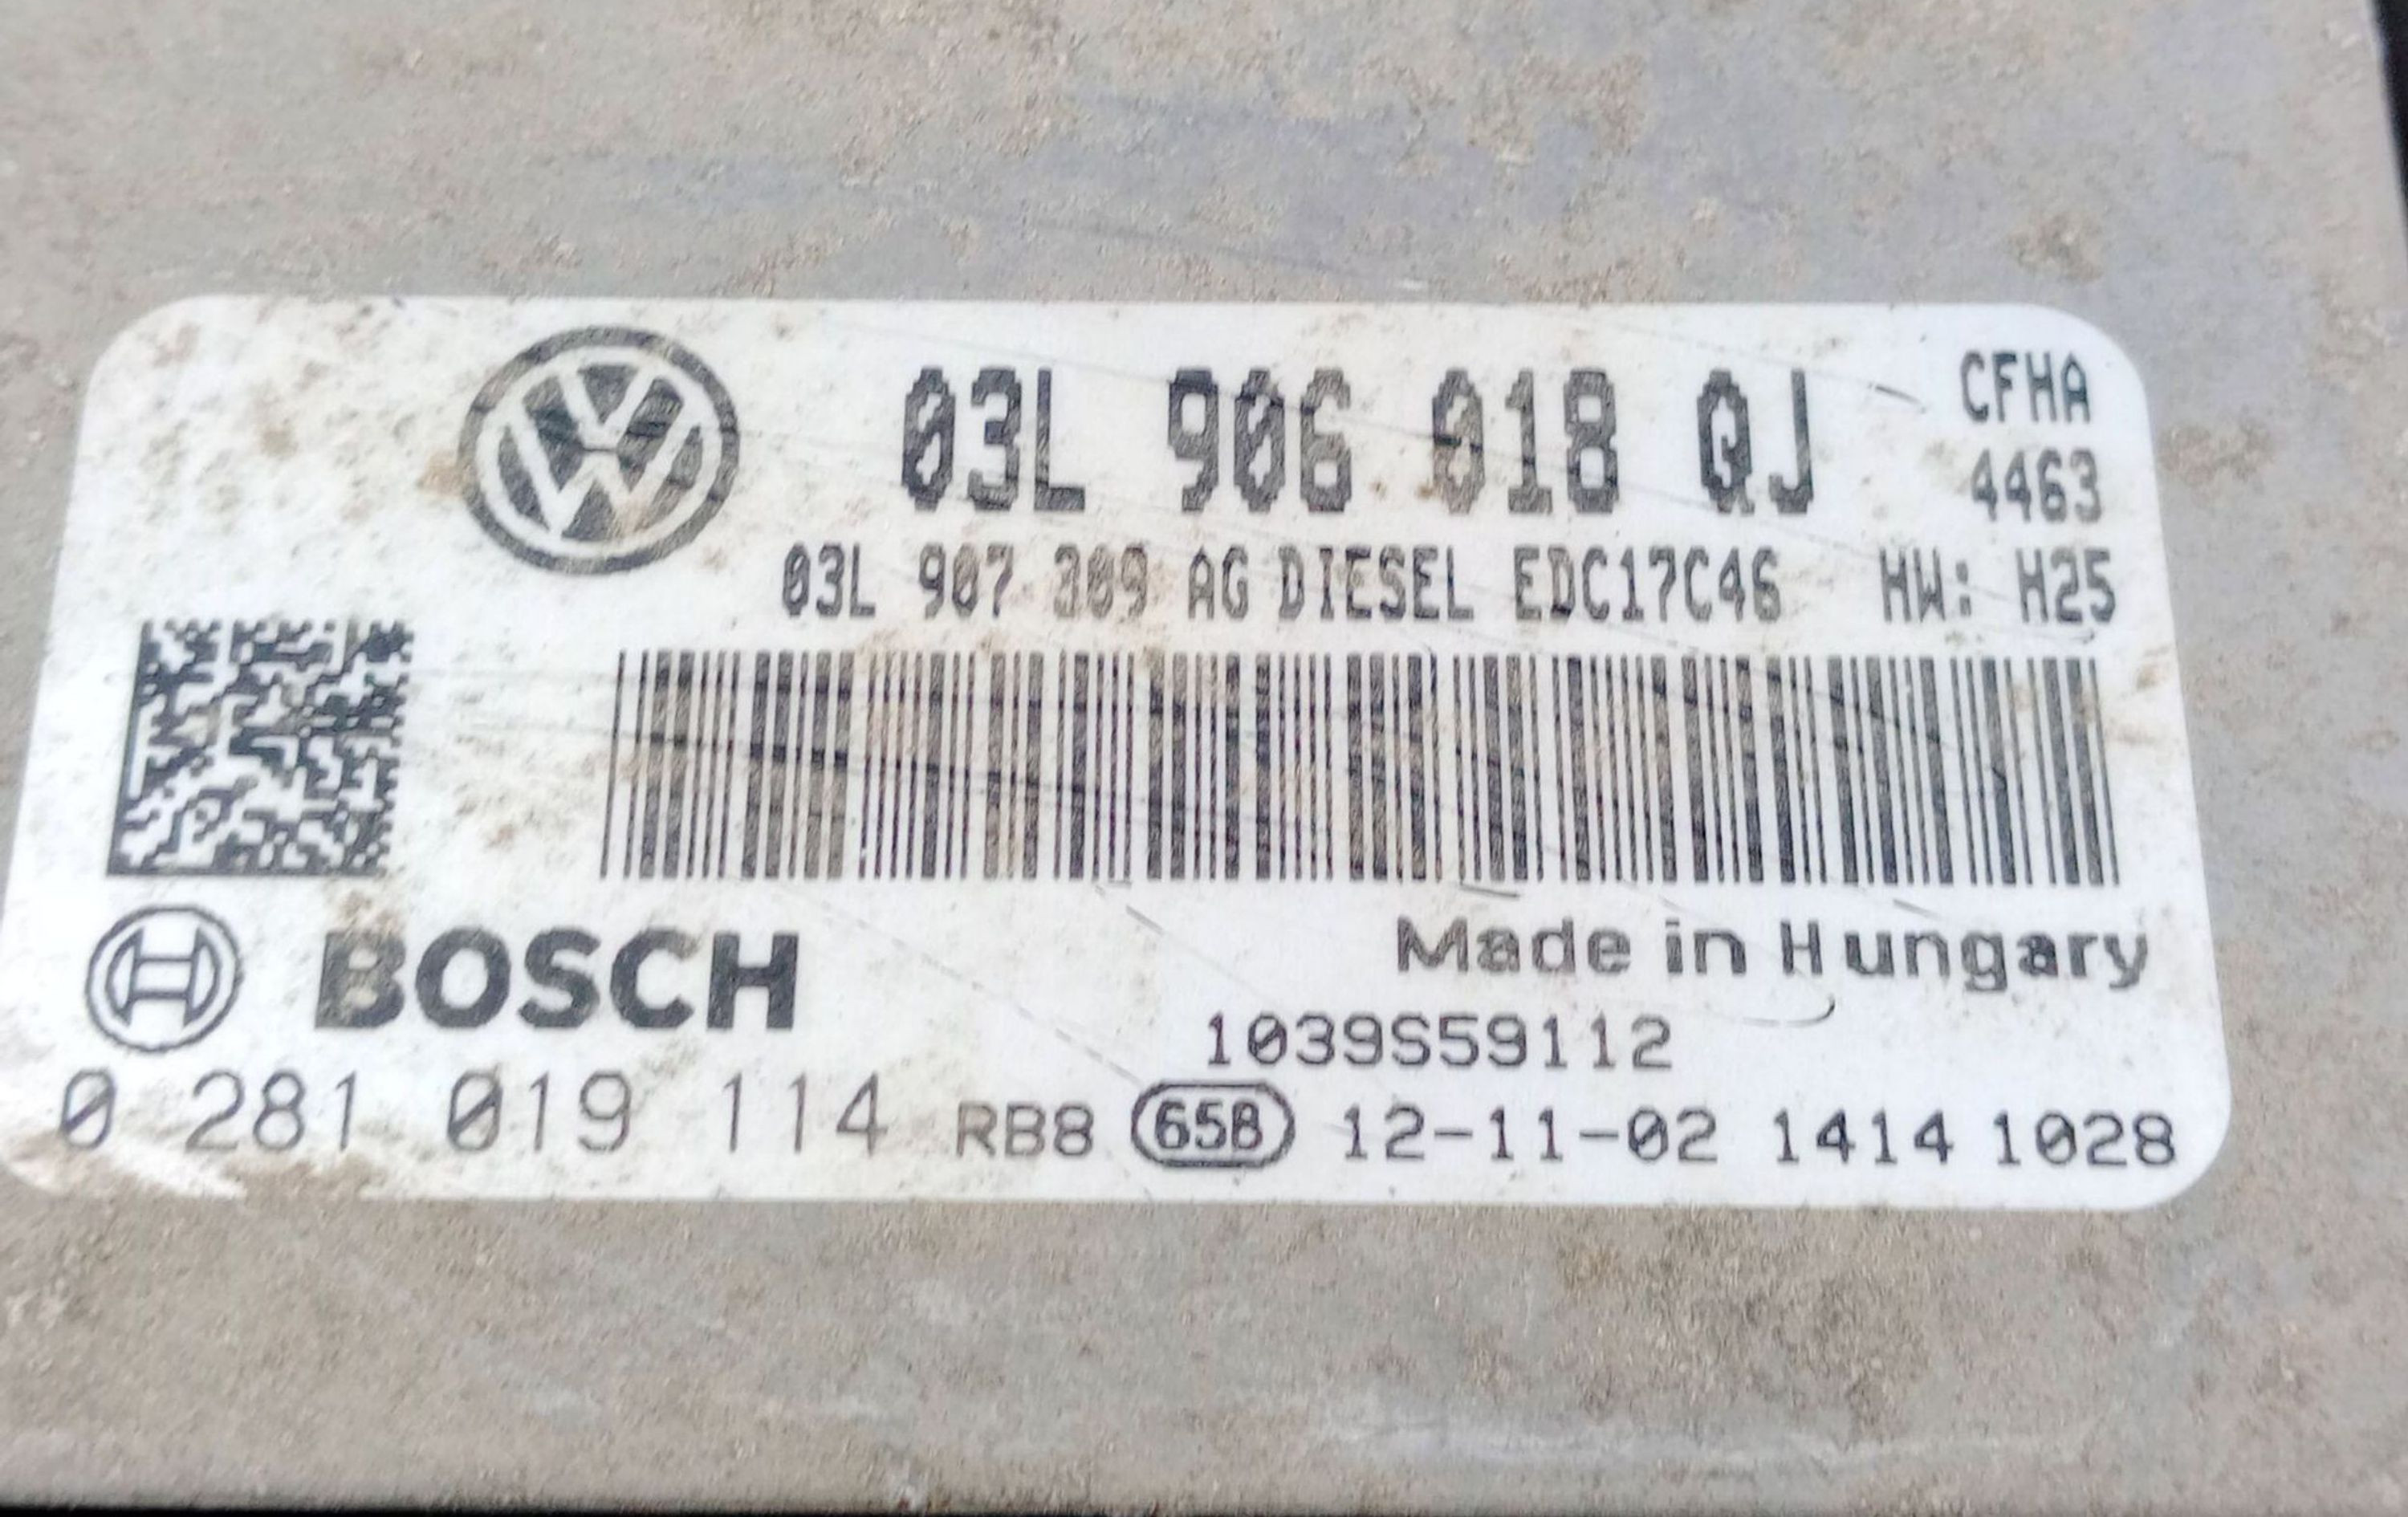 03L 906 018 QJ CFHA
4463
03L 907 309 AG DIESEL EDC17C46 HW: H25
BOSCH
Made in Hungary
1039S59112
0 281 019 114 RB8 65B 12-11-02 1414 1028